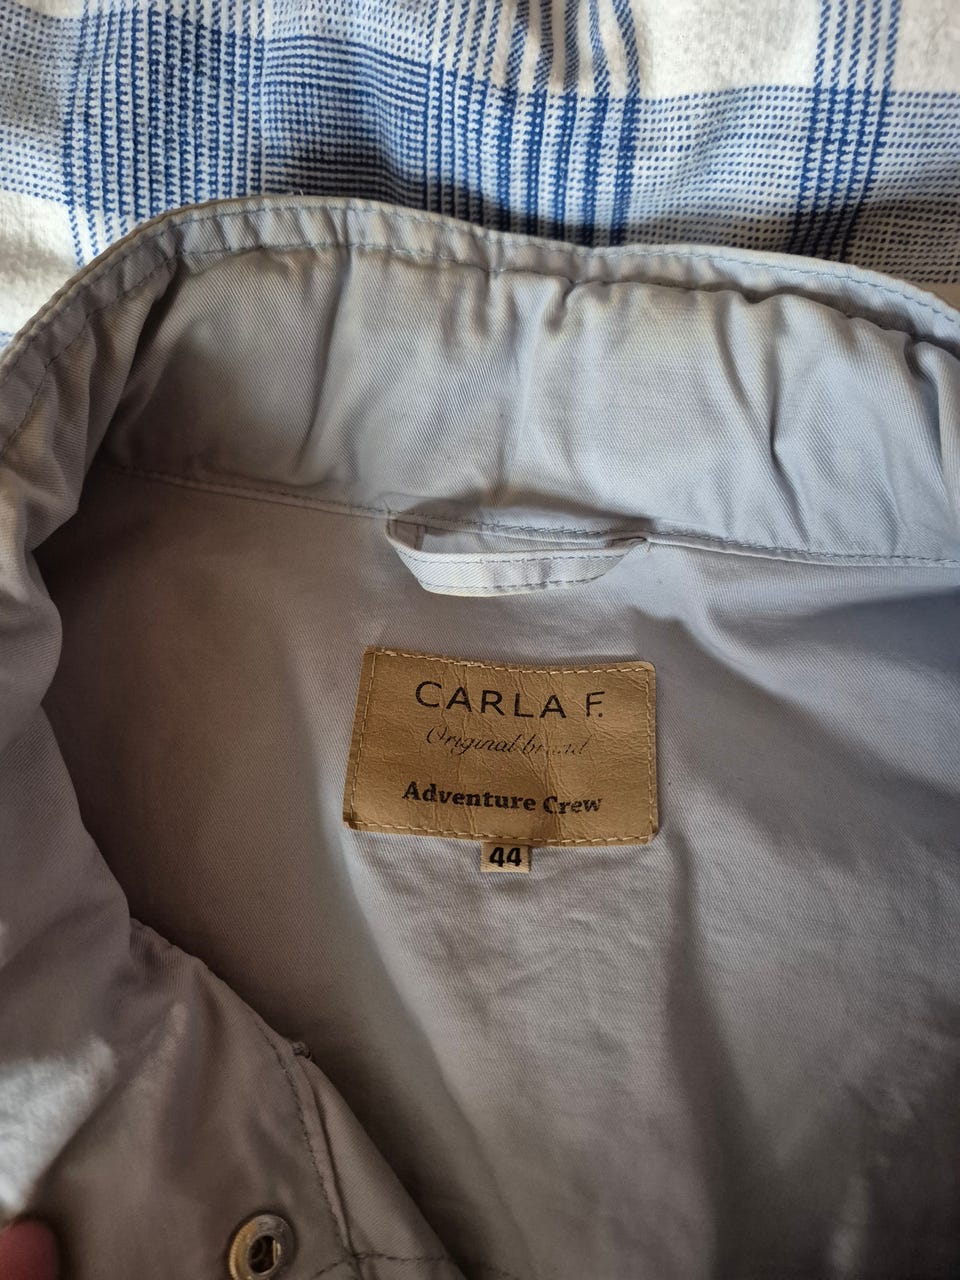 CARLA F.
Original brand
Adventure Crew
44